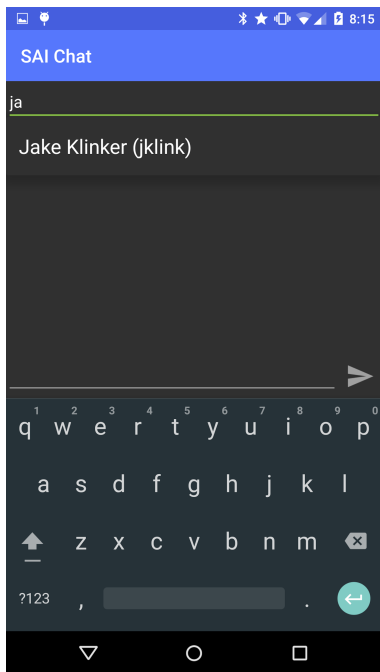 8:15
SAI Chat
ja
Jake Klinker (jklink)
1 2 3 4 5 6 7 8 9 0
q w e r t y u i o p
a s d f g h j k l
z x c v b n m
?123 , .